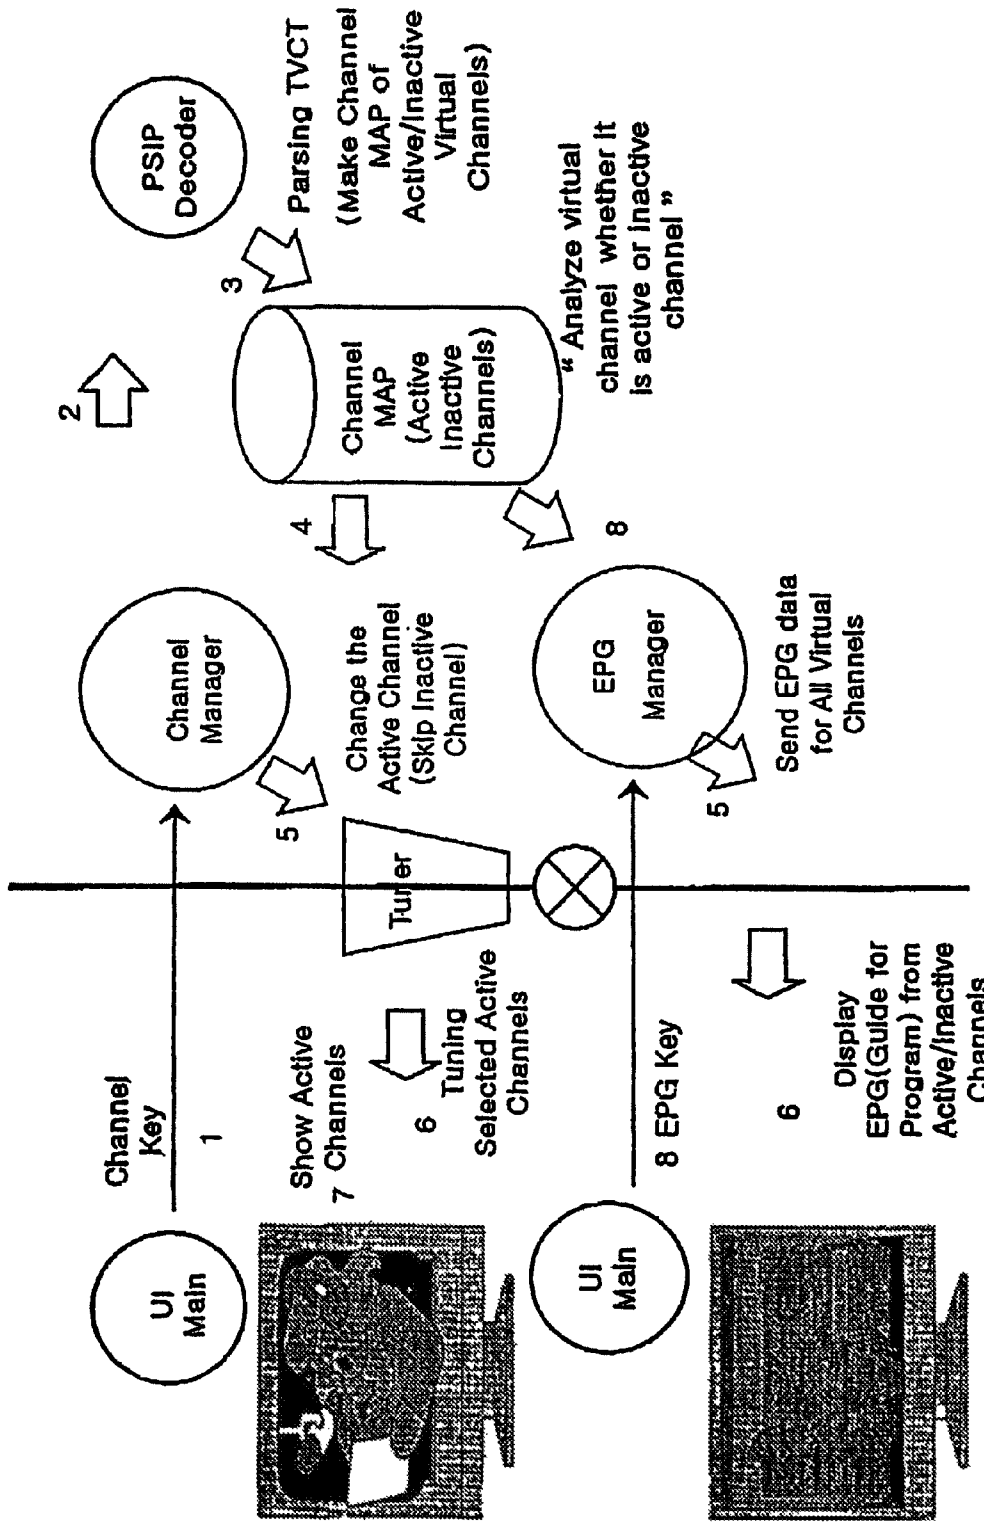 UI
Main
Channel
Key
1
Channel
Manager
2
PSIP
Decoder
3
Parsing TVCT
(Make Channel
MAP of
Active/Inactive
Virtual
Channels)
Channel
MAP
(Active
Inactive
Channels)
4
Change the
Active Channel
(Skip Inactive
Channel)
5
Tuner
6
Tuning
Selected Active
Channels
Show Active
7 Channels
“ Analyze virtual
channel whether it
is active or inactive
channel ”
8
UI
Main
8 EPG Key
EPG
Manager
5
Send EPG data
for All Virtual
Channels
6
Display
EPG(Guide for
Program) from
Active/Inactive
Channels